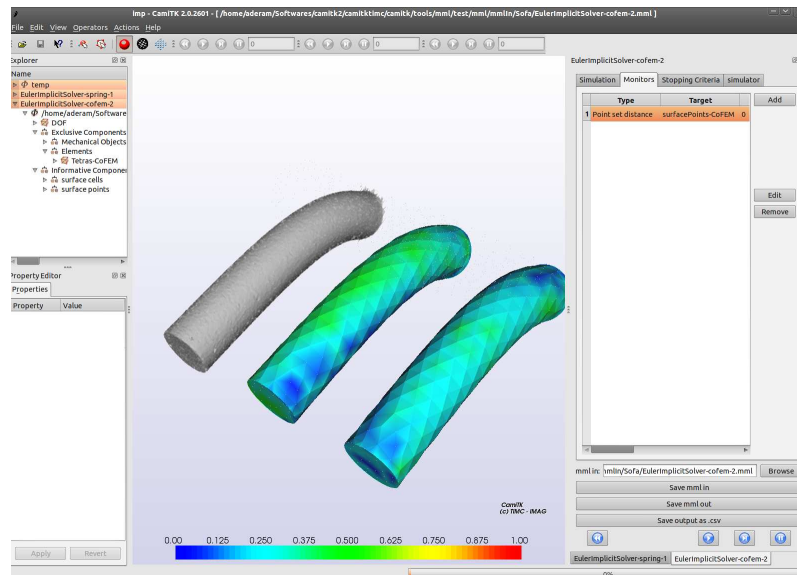 imp - CamiTK 2.0.2601 - [ /home/aderam/Softwares/camitk2/camitktimc/camitk/tools/mml/test/mml/mmlIn/Sofa/EulerImplicitSolver-cofem-2.mml ]
File Edit View Operators Actions Help
0 0 0 0
Explorer
Name
temp
EulerImplicitSolver-spring-1
EulerImplicitSolver-cofem-2
/home/aderam/Software
DOF
Exclusive Components
Mechanical Objects
Elements
Tetras-CoFEM
Informative Componen
surface cells
surface points
Property Editor
Properties
Property Value
Apply Revert
CamiTK
(c) TIMC - IMAG
0.00 0.125 0.250 0.375 0.500 0.625 0.750 0.875 1.00
EulerImplicitSolver-cofem-2
Simulation Monitors Stopping Criteria simulator
Type Target
1 Point set distance surfacePoints-CoFEM 0
Add
Edit
Remove
mml in: mmlIn/Sofa/EulerImplicitSolver-cofem-2.mml Browse
Save mml in
Save mml out
Save output as .csv
EulerImplicitSolver-spring-1 EulerImplicitSolver-cofem-2
0%